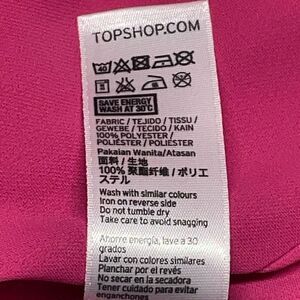 TOPSHOP.COM
40
SAVE ENERGY
WASH AT 30°C
FABRIC / TEJIDO / TISSU /
GEWEBE / TECIDO / KAIN
100% POLYESTER /
POLIÉSTER / POLIESTER
Pakaian Wanita/Atasan
面料 / 生地
100% 聚酯纤维 / ポリエ
ステル
Wash with similar colours
Iron on reverse side
Do not tumble dry
Take care to avoid snagging
Ahorre energía, lave a 30
grados
Lavar con colores similares
Planchar por el revés
No secar en la secadora
Tener cuidado para evitar
enganchones